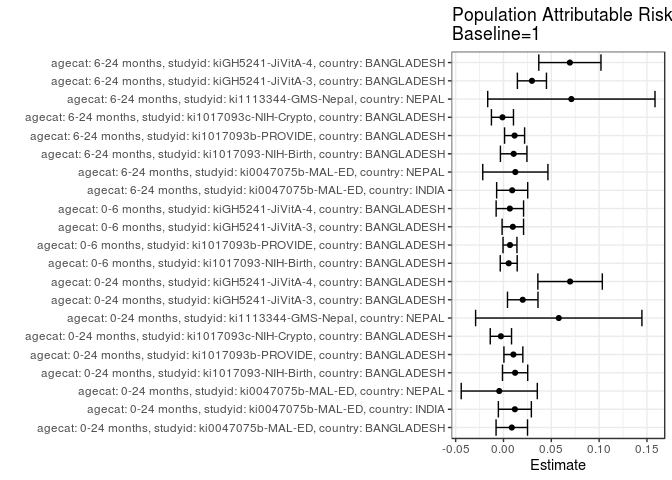 Population Attributable Risk
Baseline=1
agecat: 6-24 months, studyid: kiGH5241-JiVitA-4, country: BANGLADESH
agecat: 6-24 months, studyid: kiGH5241-JiVitA-3, country: BANGLADESH
agecat: 6-24 months, studyid: ki1113344-GMS-Nepal, country: NEPAL
agecat: 6-24 months, studyid: ki1017093c-NIH-Crypto, country: BANGLADESH
agecat: 6-24 months, studyid: ki1017093b-PROVIDE, country: BANGLADESH
agecat: 6-24 months, studyid: ki1017093-NIH-Birth, country: BANGLADESH
agecat: 6-24 months, studyid: ki0047075b-MAL-ED, country: NEPAL
agecat: 6-24 months, studyid: ki0047075b-MAL-ED, country: INDIA
agecat: 0-6 months, studyid: kiGH5241-JiVitA-4, country: BANGLADESH
agecat: 0-6 months, studyid: kiGH5241-JiVitA-3, country: BANGLADESH
agecat: 0-6 months, studyid: ki1017093b-PROVIDE, country: BANGLADESH
agecat: 0-6 months, studyid: ki1017093-NIH-Birth, country: BANGLADESH
agecat: 0-24 months, studyid: kiGH5241-JiVitA-4, country: BANGLADESH
agecat: 0-24 months, studyid: kiGH5241-JiVitA-3, country: BANGLADESH
agecat: 0-24 months, studyid: ki1113344-GMS-Nepal, country: NEPAL
agecat: 0-24 months, studyid: ki1017093c-NIH-Crypto, country: BANGLADESH
agecat: 0-24 months, studyid: ki1017093b-PROVIDE, country: BANGLADESH
agecat: 0-24 months, studyid: ki1017093-NIH-Birth, country: BANGLADESH
agecat: 0-24 months, studyid: ki0047075b-MAL-ED, country: NEPAL
agecat: 0-24 months, studyid: ki0047075b-MAL-ED, country: INDIA
agecat: 0-24 months, studyid: ki0047075b-MAL-ED, country: BANGLADESH
-0.05 0.00 0.05 0.10 0.15
Estimate